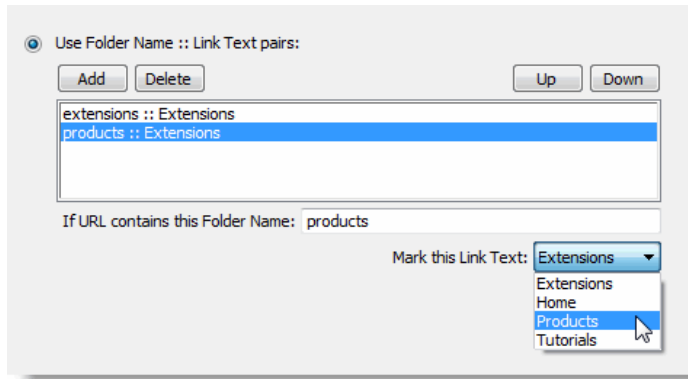 Use Folder Name :: Link Text pairs:
Add Delete Up Down
extensions :: Extensions
products :: Extensions
If URL contains this Folder Name: products
Mark this Link Text: Extensions
Extensions
Home
Products
Tutorials